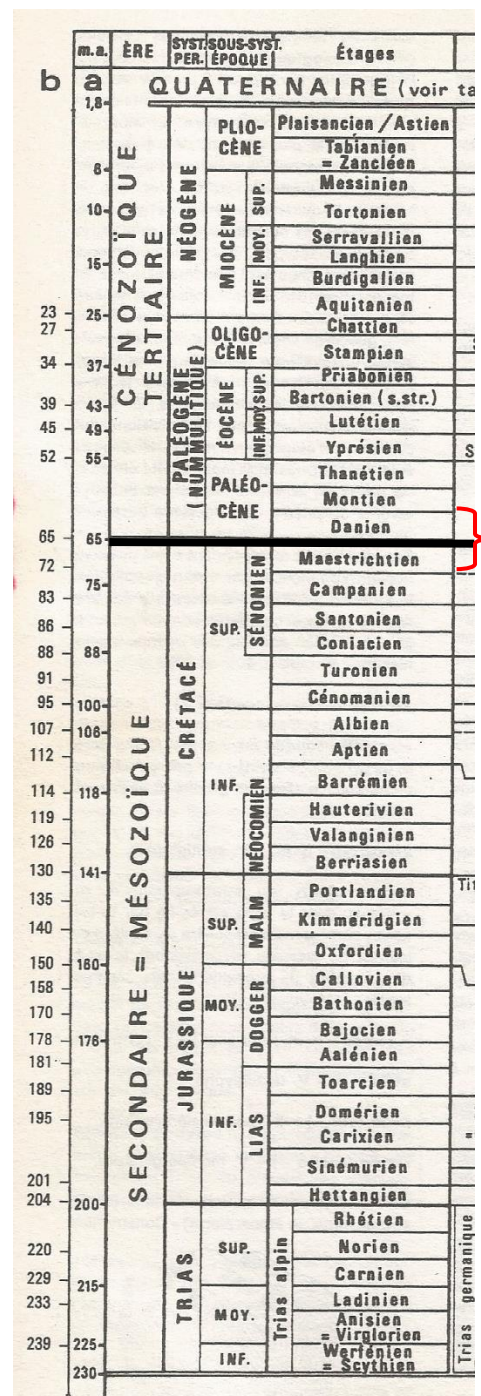 m.a. ÈRE SYST. PER. SOUS-SYST. ÉPOQUE Étages
b a QUATERNAIRE (voir ta
1,8
CÉNOZOÏQUE
TERTIAIRE
NÉOGÈNE
PLIO-
CÈNE
Plaisancien / Astien
Tabianien
= Zancléen
8
MIOCÈNE
SUP.
Messinien
10
Tortonien
MOY.
Serravallien
15
Langhien
INF.
Burdigalien
Aquitanien
23 25
27
PALÉOGÈNE
(NUMMULITIQUE)
OLIGO-
CÈNE
Chattien
Stampien
34 37
ÉOCÈNE
SUP.
Priabonien
39
Bartonien (s.str.)
43
45
MOY.
Lutétien
49
INF.
Yprésien
S
52 55
PALÉO-
CÈNE
Thanétien
Montien
Danien
65 65
SECONDAIRE = MÉSOZOÏQUE
CRÉTACÉ
SUP.
SÉNONIEN
Maestrichtien
72
75
Campanien
83
Santonien
86
Coniacien
88 88
Turonien
91
Cénomanien
95 100
INF.
Albien
107 106
Aptien
112
Barrémien
114 118
NÉOCOMIEN
Hauterivien
119
Valanginien
126
Berriasien
130 141
JURASSIQUE
SUP.
MALM
Portlandien
Tit
135
Kimméridgien
140
Oxfordien
150 160
MOY.
DOGGER
Callovien
158
Bathonien
170
Bajocien
178 176
Aalénien
181
INF.
LIAS
Toarcien
189
Domérien
195
Carixien
=
Sinémurien
201
Hettangien
204 200
TRIAS
SUP.
Trias alpin
Rhétien
Trias germanique
Norien
220
Carnien
229 215
MOY.
Ladinien
233
Anisien
= Virglorien
239 225
INF.
Werfénien
= Scythien
230